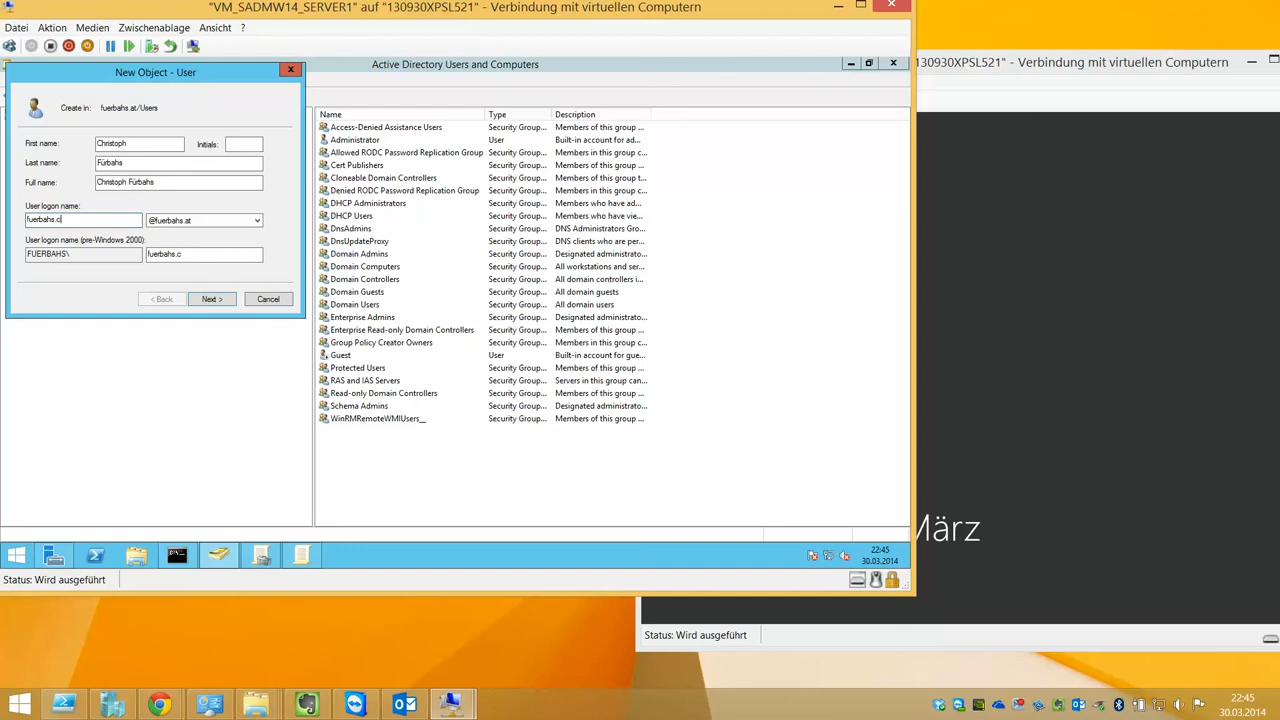 "VM_SADMW14_SERVER1" auf "130930XPSL521" - Verbindung mit virtuellen Computern
Datei Aktion Medien Zwischenablage Ansicht ?
130930XPSL521" - Verbindung mit virtuellen Computern
Active Directory Users and Computers
New Object - User
Create in: fuerbahs.at/Users
First name: Christoph Initials:
Last name: Fürbahs
Full name: Christoph Fürbahs
User logon name:
fuerbahs.c @fuerbahs.at
User logon name (pre-Windows 2000):
FUERBAHS\ fuerbahs.c
< Back Next > Cancel
Name Type Description
Access-Denied Assistance Users Security Group... Members of this group ...
Administrator User Built-in account for ad...
Allowed RODC Password Replication Group Security Group... Members in this group c...
Cert Publishers Security Group... Members of this group ...
Cloneable Domain Controllers Security Group... Members of this group t...
Denied RODC Password Replication Group Security Group... Members in this group c...
DHCP Administrators Security Group... Members who have ad...
DHCP Users Security Group... Members who have vie...
DnsAdmins Security Group... DNS Administrators Gro...
DnsUpdateProxy Security Group... DNS clients who are per...
Domain Admins Security Group... Designated administrato...
Domain Computers Security Group... All workstations and ser...
Domain Controllers Security Group... All domain controllers i...
Domain Guests Security Group... All domain guests
Domain Users Security Group... All domain users
Enterprise Admins Security Group... Designated administrato...
Enterprise Read-only Domain Controllers Security Group... Members of this group ...
Group Policy Creator Owners Security Group... Members in this group c...
Guest User Built-in account for gue...
Protected Users Security Group... Members of this group ...
RAS and IAS Servers Security Group... Servers in this group can...
Read-only Domain Controllers Security Group... Members of this group ...
Schema Admins Security Group... Designated administrato...
WinRMRemoteWMIUsers__ Security Group... Members of this group ...
März
22:45
30.03.2014
Status: Wird ausgeführt
Status: Wird ausgeführt
22:45
30.03.2014